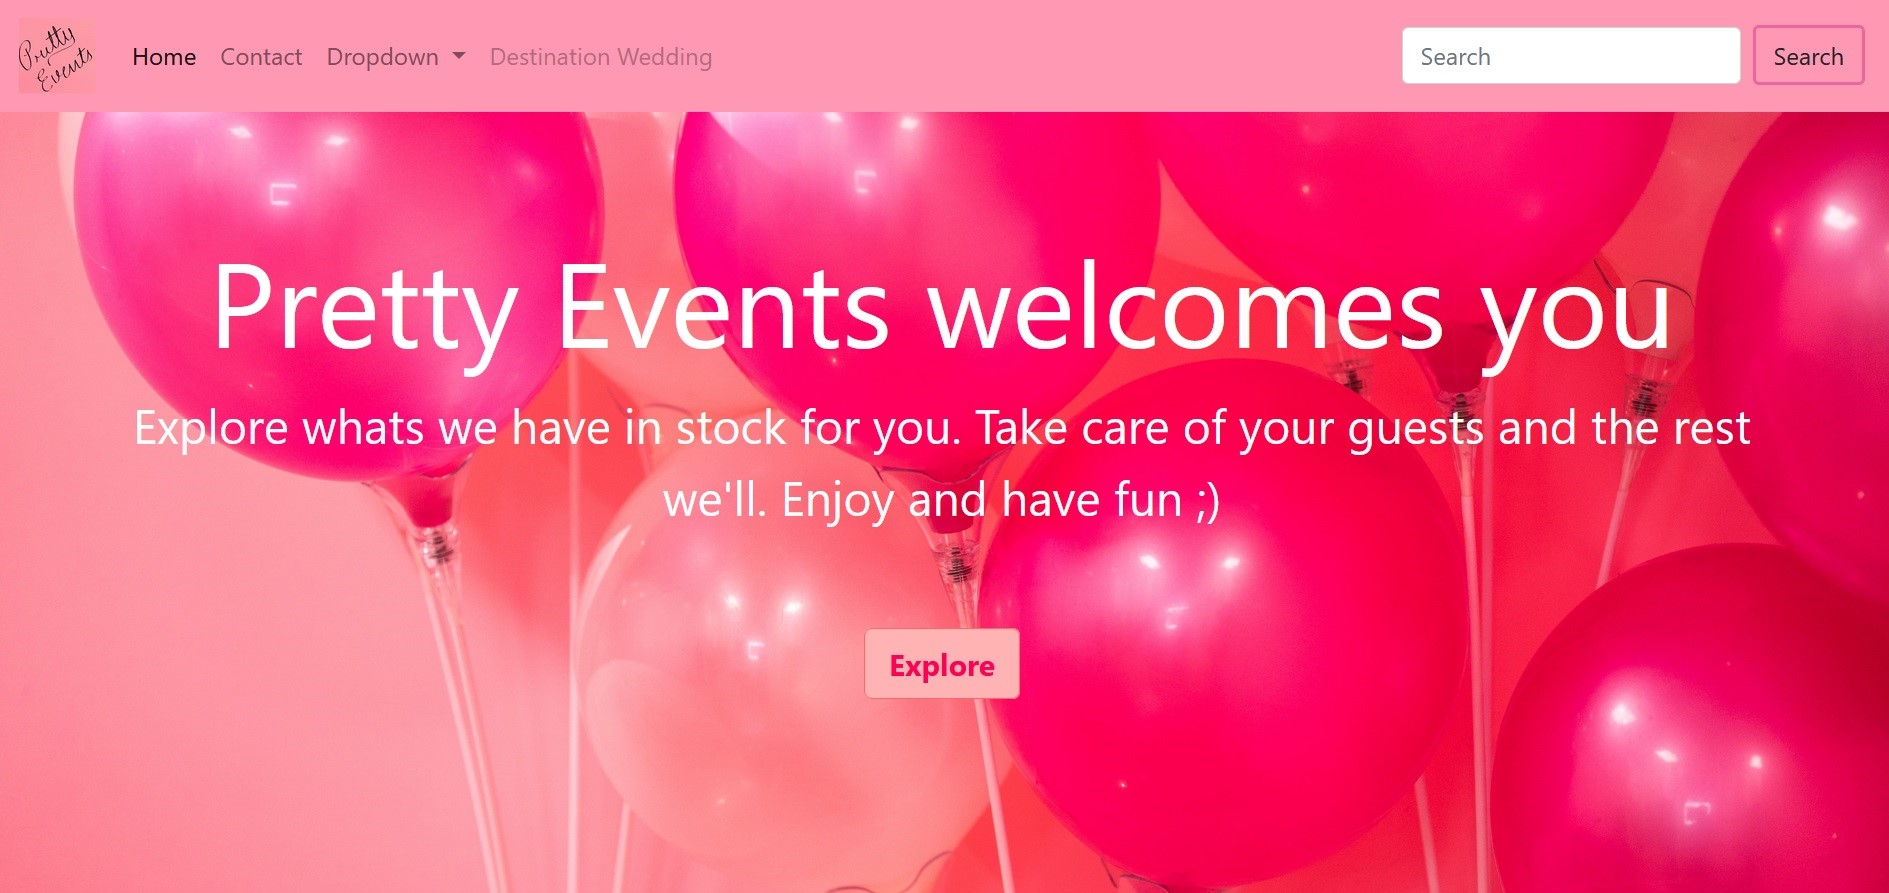 Pretty
Events
Home Contact Dropdown Destination Wedding Search Search
Pretty Events welcomes you
Explore whats we have in stock for you. Take care of your guests and the rest
we'll. Enjoy and have fun ;)
Explore